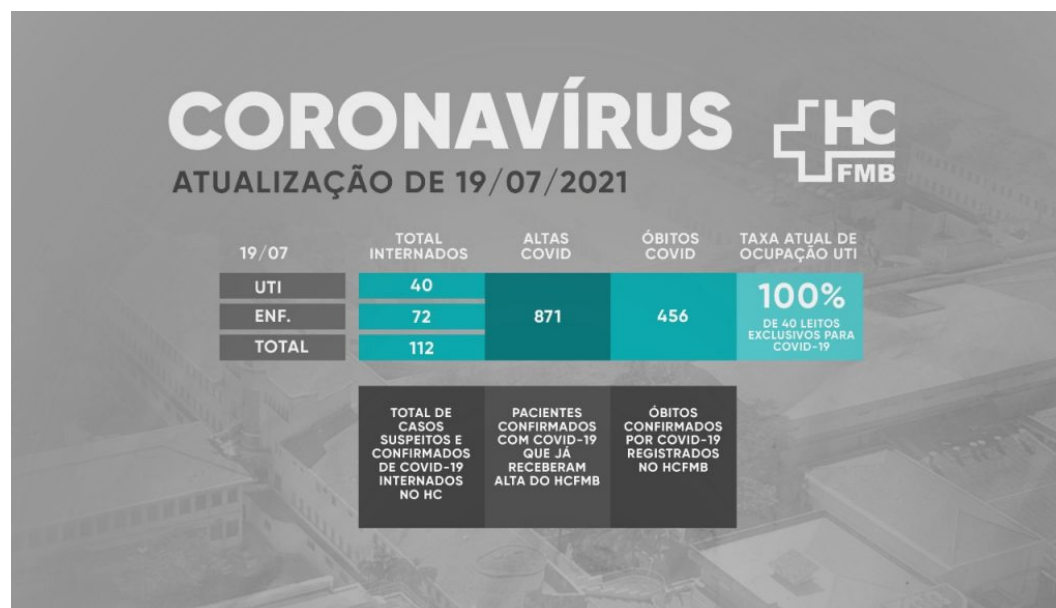 CORONAVÍRUS
HC
FMB
ATUALIZAÇÃO DE 19/07/2021
19/07
TOTAL
INTERNADOS
ALTAS
COVID
ÓBITOS
COVID
TAXA ATUAL DE
OCUPAÇÃO UTI
UTI
40
ENF.
72
TOTAL
112
871
456
100%
DE 40 LEITOS
EXCLUSIVOS PARA
COVID-19
TOTAL DE
CASOS
SUSPEITOS E
CONFIRMADOS
DE COVID-19
INTERNADOS
NO HC
PACIENTES
CONFIRMADOS
COM COVID-19
QUE JÁ
RECEBERAM
ALTA DO HCFMB
ÓBITOS
CONFIRMADOS
POR COVID-19
REGISTRADOS
NO HCFMB